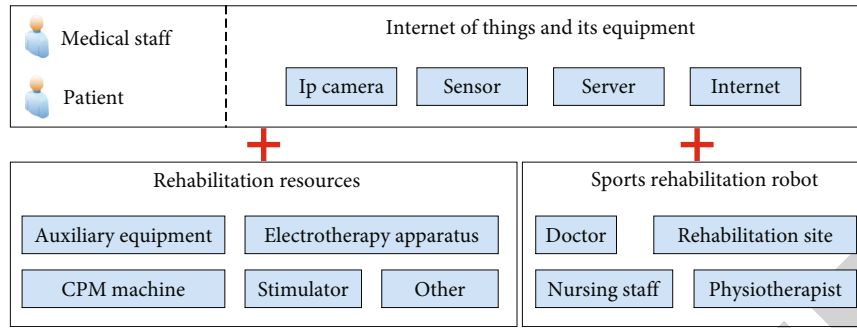 Medical staff
Patient
Internet of things and its equipment
Ip camera
Sensor
Server
Internet
Rehabilitation resources
Auxiliary equipment
Electrotherapy apparatus
CPM machine
Stimulator
Other
Sports rehabilitation robot
Doctor
Rehabilitation site
Nursing staff
Physiotherapist